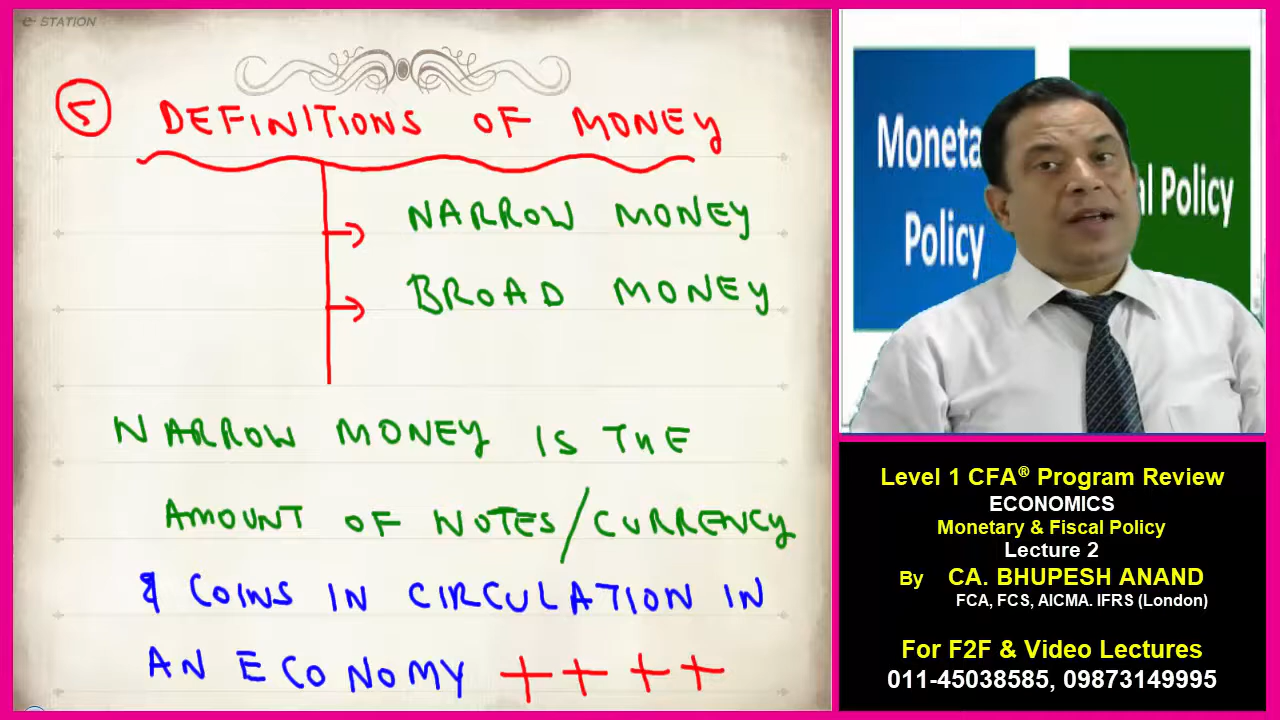 e-STATION
5 DEFINITIONS OF MONEY
NARROW MONEY
BROAD MONEY
NARROW MONEY IS THE
AMOUNT OF NOTES/CURRENCY
& COINS IN CIRCULATION IN
AN ECONOMY ++++
Moneta
Policy
al Policy
Level 1 CFA® Program Review
ECONOMICS
Monetary & Fiscal Policy
Lecture 2
By CA. BHUPESH ANAND
FCA, FCS, AICMA. IFRS (London)
For F2F & Video Lectures
011-45038585, 09873149995